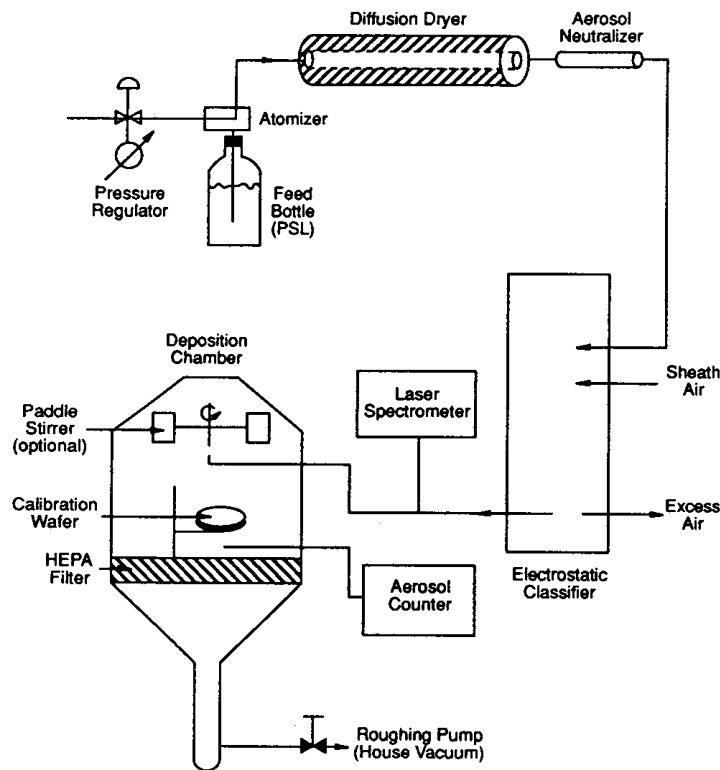 Diffusion Dryer
Aerosol
Neutralizer
Atomizer
Pressure
Regulator
Feed
Bottle
(PSL)
Deposition
Chamber
Laser
Spectrometer
Sheath
Air
Paddle
Stirrer
(optional)
Calibration
Wafer
Excess
Air
HEPA
Filter
Aerosol
Counter
Electrostatic
Classifier
Roughing Pump
(House Vacuum)